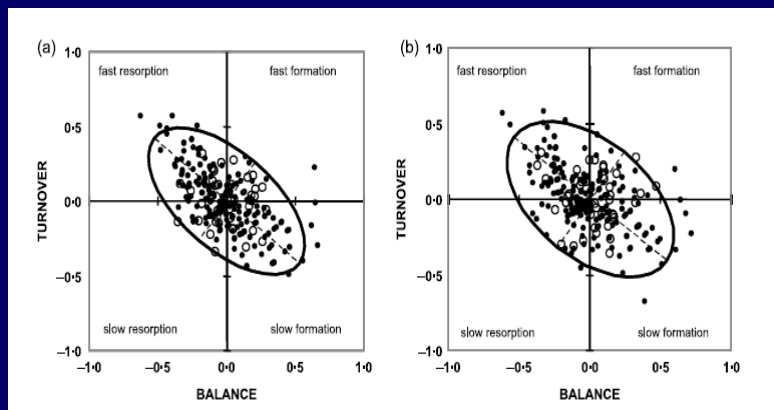 (a)
1·0
fast resorption fast formation
0·5
TURNOVER
0·0
−0·5
slow resorption slow formation
−1·0
−1·0 −0·5 0·0 0·5 1·0
BALANCE
(b)
1·0
fast resorption fast formation
0·5
TURNOVER
0·0
−0·5
slow resorption slow formation
−1·0
−1·0 −0·5 0·0 0·5 1·0
BALANCE